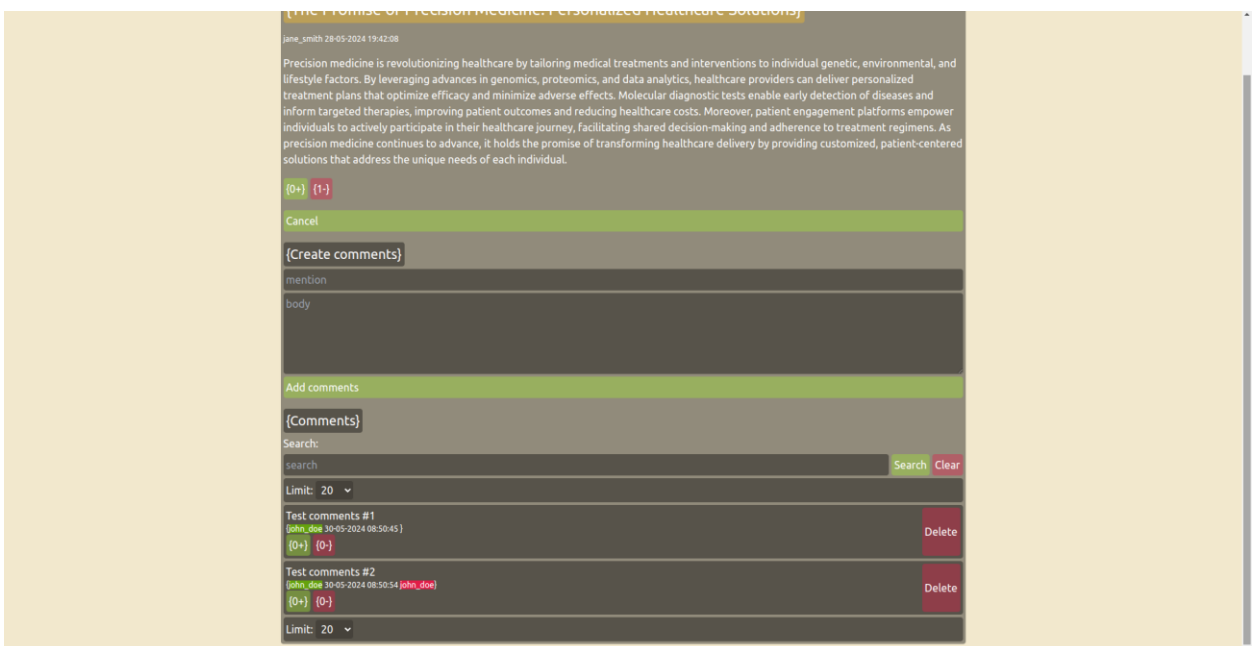 {The Promise of Precision Medicine: Personalized Healthcare Solutions}
jane_smith 28-05-2024 19:42:08
Precision medicine is revolutionizing healthcare by tailoring medical treatments and interventions to individual genetic, environmental, and
lifestyle factors. By leveraging advances in genomics, proteomics, and data analytics, healthcare providers can deliver personalized
treatment plans that optimize efficacy and minimize adverse effects. Molecular diagnostic tests enable early detection of diseases and
inform targeted therapies, improving patient outcomes and reducing healthcare costs. Moreover, patient engagement platforms empower
individuals to actively participate in their healthcare journey, facilitating shared decision-making and adherence to treatment regimens. As
precision medicine continues to advance, it holds the promise of transforming healthcare delivery by providing customized, patient-centered
solutions that address the unique needs of each individual.
{0+} {1-}
Cancel
{Create comments}
mention
body
Add comments
{Comments}
Search:
search Search Clear
Limit: 20
Test comments #1
{john_doe 30-05-2024 08:50:45 }
Delete
{0+} {0-}
Test comments #2
{john_doe 30-05-2024 08:50:54 john_doe}
Delete
{0+} {0-}
Limit: 20